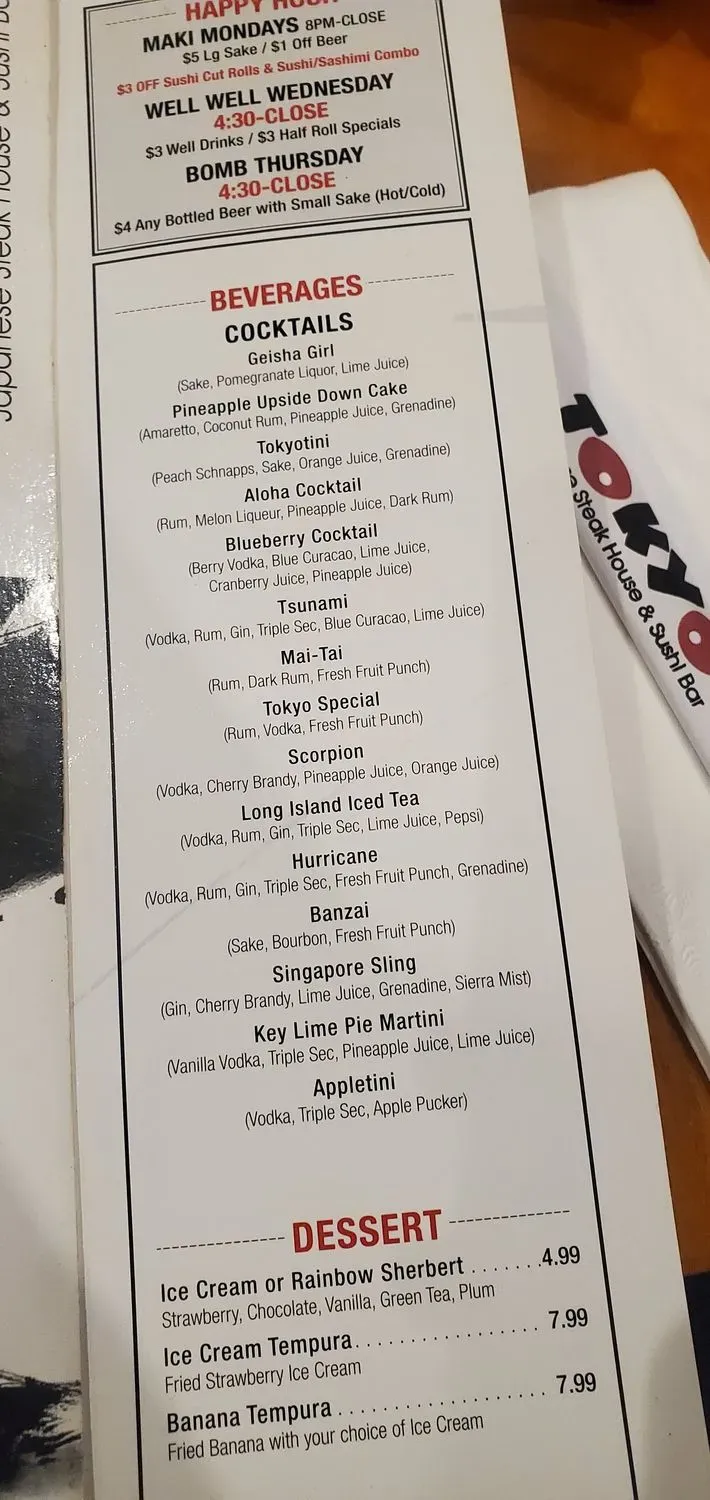 HAPPY HOUR
MAKI MONDAYS 8PM-CLOSE
$5 Lg Sake / $1 Off Beer
$3 OFF Sushi Cut Rolls & Sushi/Sashimi Combo
WELL WELL WEDNESDAY
4:30-CLOSE
$3 Well Drinks / $3 Half Roll Specials
BOMB THURSDAY
4:30-CLOSE
$4 Any Bottled Beer with Small Sake (Hot/Cold)
BEVERAGES
COCKTAILS
Geisha Girl
(Sake, Pomegranate Liquor, Lime Juice)
Pineapple Upside Down Cake
(Amaretto, Coconut Rum, Pineapple Juice, Grenadine)
Tokyotini
(Peach Schnapps, Sake, Orange Juice, Grenadine)
Aloha Cocktail
(Rum, Melon Liqueur, Pineapple Juice, Dark Rum)
Blueberry Cocktail
(Berry Vodka, Blue Curacao, Lime Juice,
Cranberry Juice, Pineapple Juice)
Tsunami
(Vodka, Rum, Gin, Triple Sec, Blue Curacao, Lime Juice)
Mai-Tai
(Rum, Dark Rum, Fresh Fruit Punch)
Tokyo Special
(Rum, Vodka, Fresh Fruit Punch)
Scorpion
(Vodka, Cherry Brandy, Pineapple Juice, Orange Juice)
Long Island Iced Tea
(Vodka, Rum, Gin, Triple Sec, Lime Juice, Pepsi)
Hurricane
(Vodka, Rum, Gin, Triple Sec, Fresh Fruit Punch, Grenadine)
Banzai
(Sake, Bourbon, Fresh Fruit Punch)
Singapore Sling
(Gin, Cherry Brandy, Lime Juice, Grenadine, Sierra Mist)
Key Lime Pie Martini
(Vanilla Vodka, Triple Sec, Pineapple Juice, Lime Juice)
Appletini
(Vodka, Triple Sec, Apple Pucker)
DESSERT
Ice Cream or Rainbow Sherbert . . . . . . . 4.99
Strawberry, Chocolate, Vanilla, Green Tea, Plum
Ice Cream Tempura. . . . . . . . . . . . . . . . . . 7.99
Fried Strawberry Ice Cream
Banana Tempura . . . . . . . . . . . . . . . . . . . 7.99
Fried Banana with your choice of Ice Cream
TOKYO
Steak House & Sushi Bar
Japanese Steak House & Sushi